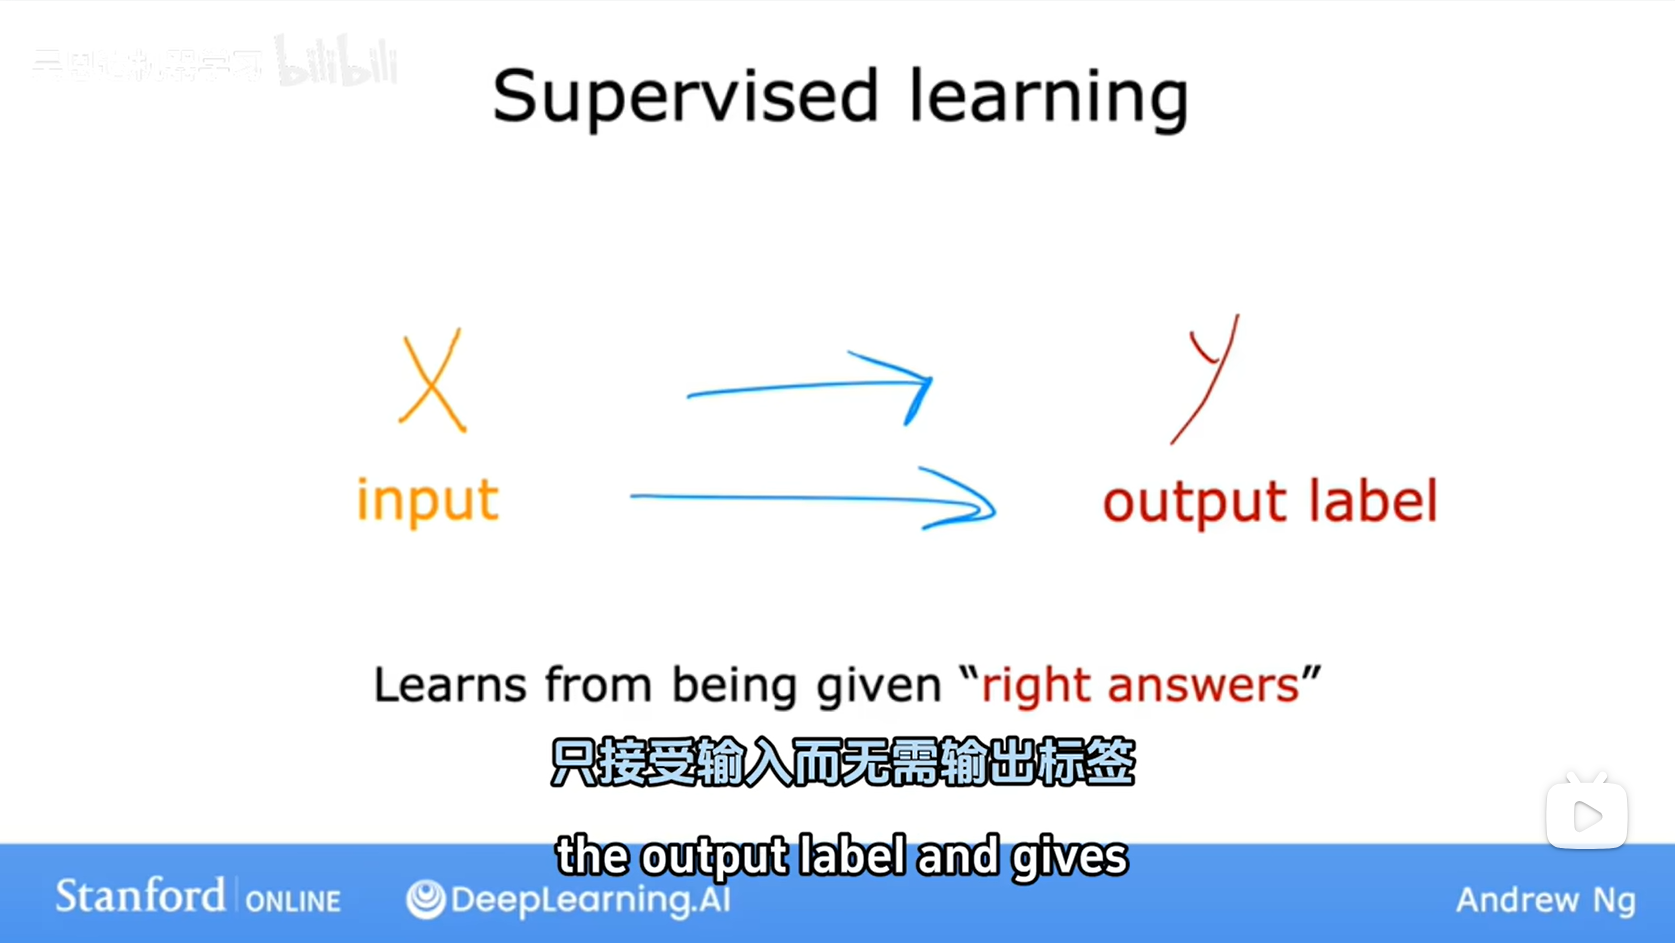 bilibili
Supervised learning
X
y
input
output label
Learns from being given “right answers”
只接受输入而无需输出标签
the output label and gives
Stanford ONLINE
DeepLearning.AI
Andrew Ng